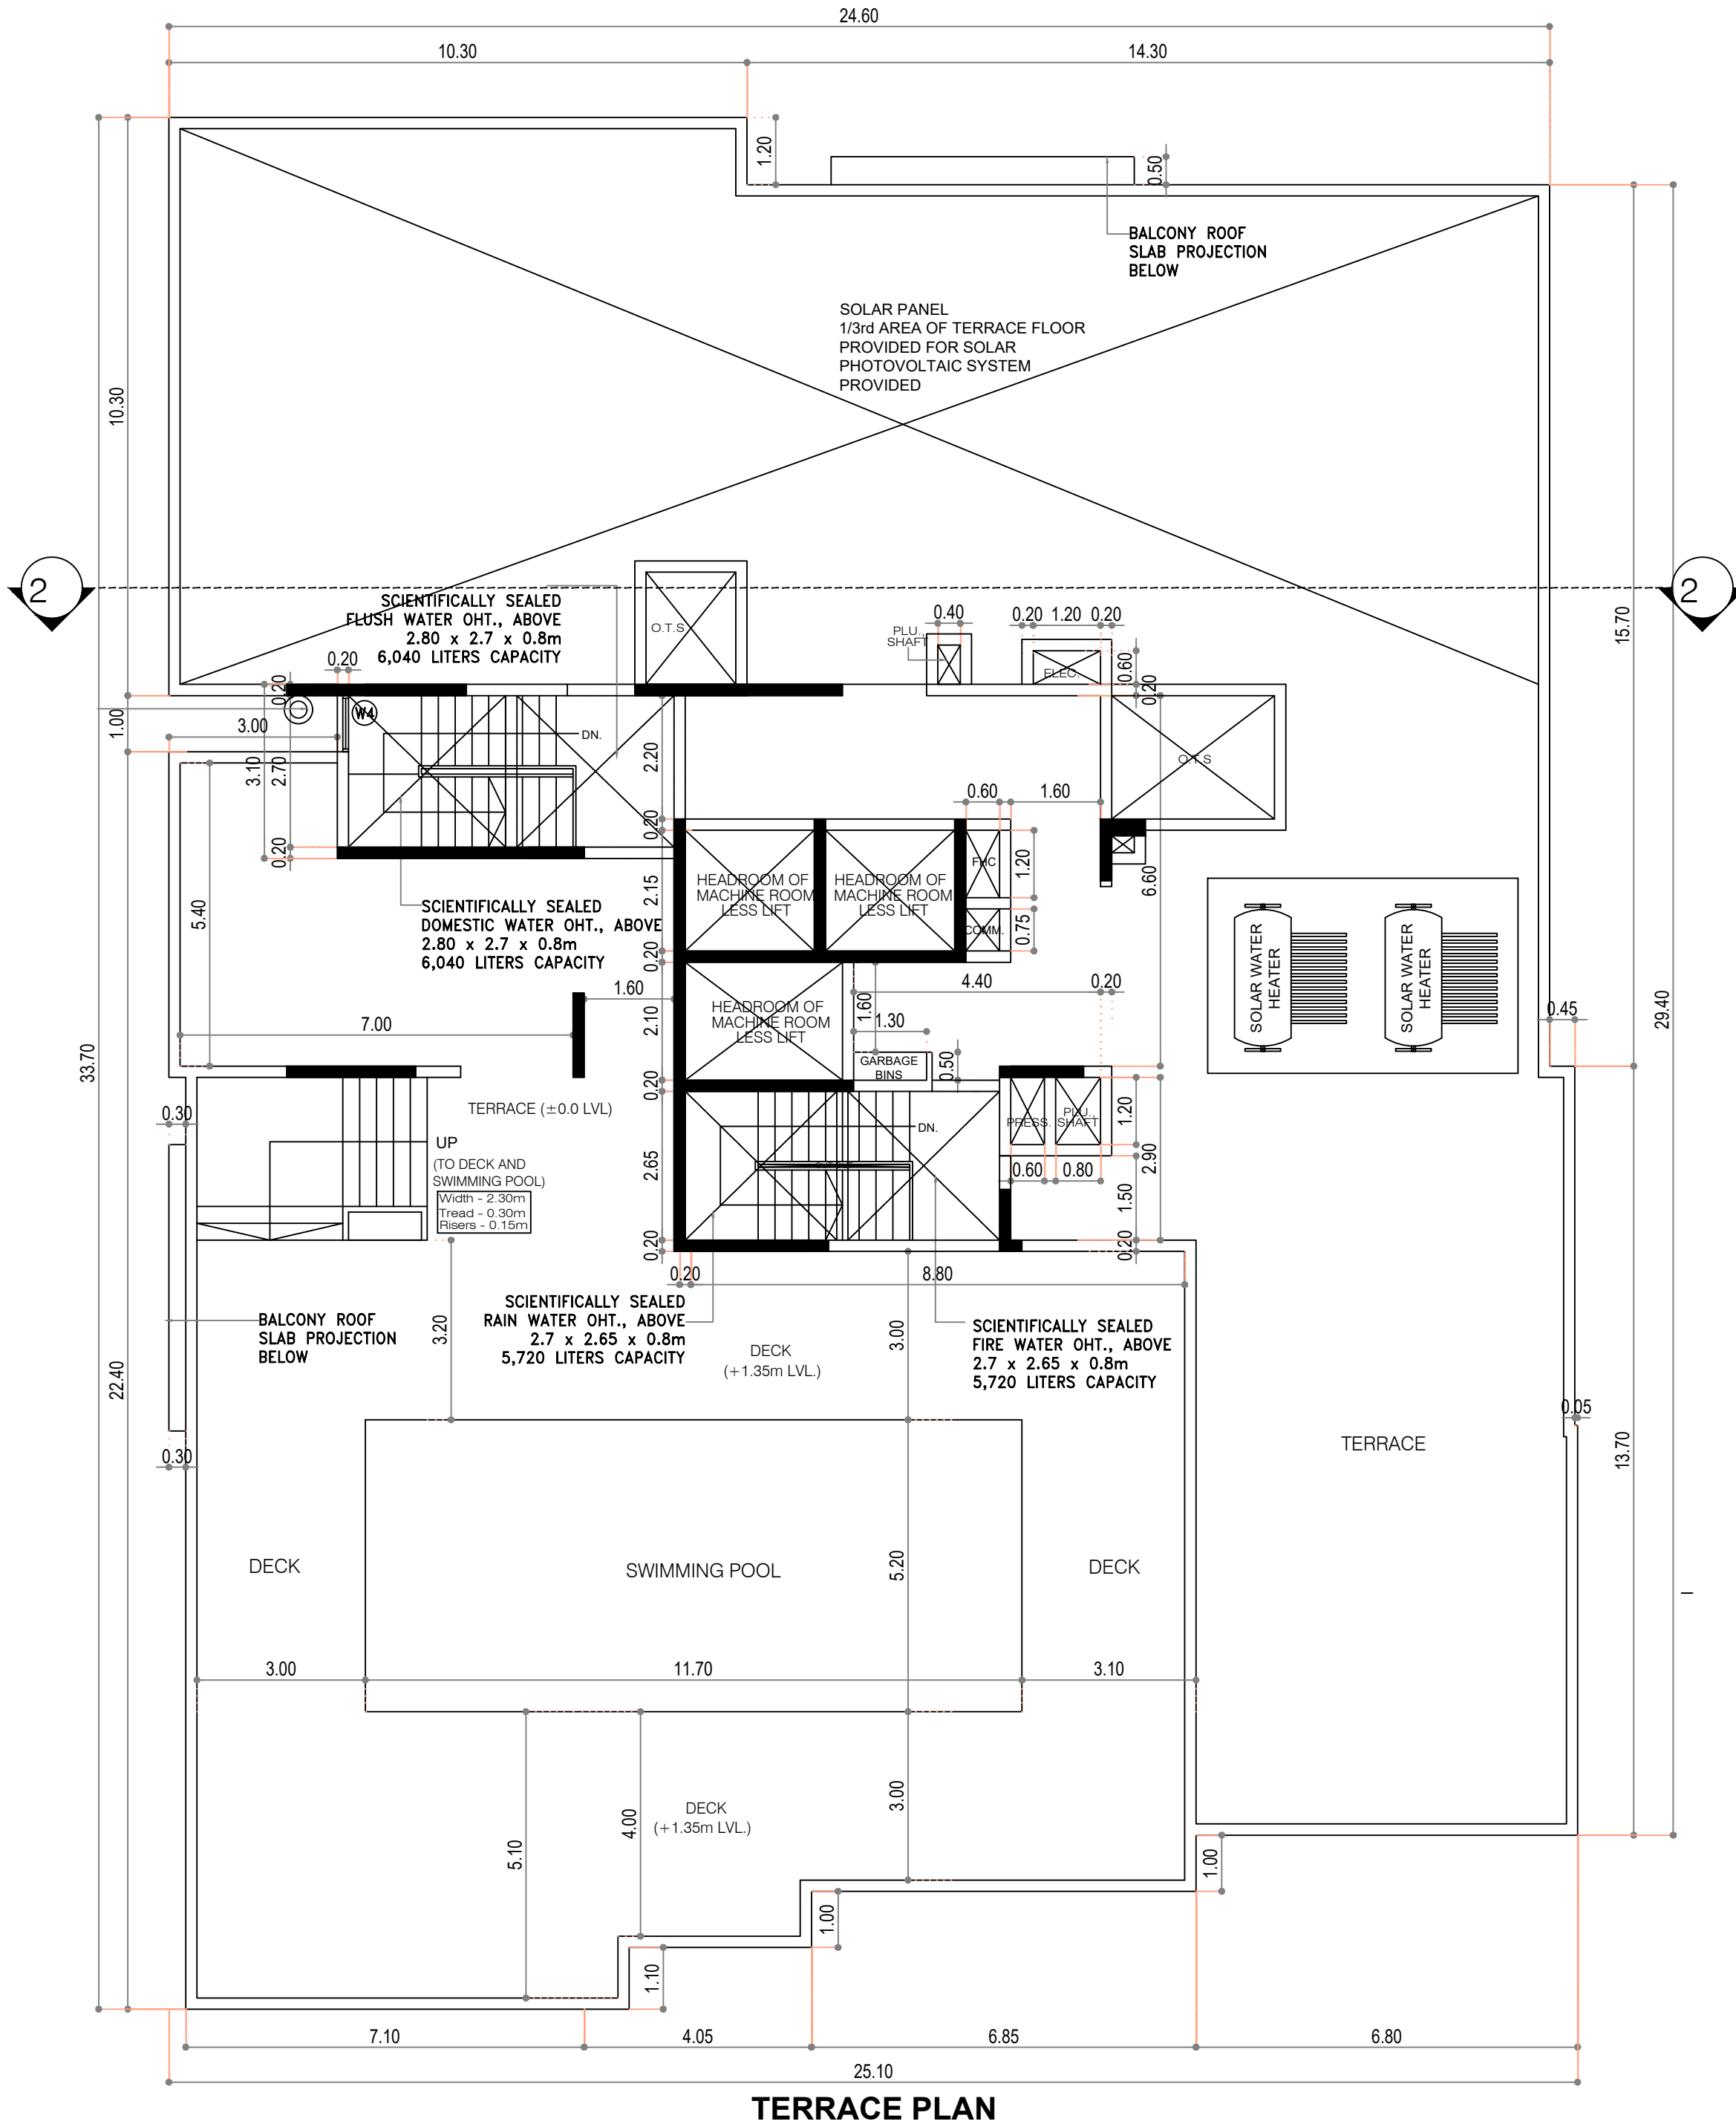 24.60
10.30
14.30
1.20
0.50
BALCONY ROOF
SLAB PROJECTION
BELOW
SOLAR PANEL
1/3rd AREA OF TERRACE FLOOR
PROVIDED FOR SOLAR
PHOTOVOLTAIC SYSTEM
PROVIDED
10.30
15.70
2
2
SCIENTIFICALLY SEALED
FLUSH WATER OHT., ABOVE
2.80 x 2.7 x 0.8m
6,040 LITERS CAPACITY
O.T.S
PLU.,
SHAFT
0.40
0.20
1.20
0.20
ELEC.
0.60
0.20
0.20
0.20
W4
1.00
3.00
3.10
2.70
0.20
DN.
2.20
0.20
O.T.S
0.60
1.60
FHC
1.20
COMM.
0.75
6.60
HEADROOM OF
MACHINE ROOM
LESS LIFT
HEADROOM OF
MACHINE ROOM
LESS LIFT
2.15
0.20
5.40
SCIENTIFICALLY SEALED
DOMESTIC WATER OHT., ABOVE
2.80 x 2.7 x 0.8m
6,040 LITERS CAPACITY
SOLAR WATER
HEATER
SOLAR WATER
HEATER
0.45
29.40
33.70
1.60
7.00
2.10
HEADROOM OF
MACHINE ROOM
LESS LIFT
1.60
4.40
0.20
1.30
GARBAGE
BINS
0.50
0.20
TERRACE (±0.0 LVL)
0.30
UP
(TO DECK AND
SWIMMING POOL)
Width - 2.30m
Tread - 0.30m
Risers - 0.15m
2.65
DN.
PRESS.
PLU.,
SHAFT
1.20
2.90
0.60
0.80
1.50
0.20
0.20
0.20
8.80
22.40
BALCONY ROOF
SLAB PROJECTION
BELOW
3.20
SCIENTIFICALLY SEALED
RAIN WATER OHT., ABOVE
2.7 x 2.65 x 0.8m
5,720 LITERS CAPACITY
DECK
(+1.35m LVL.)
3.00
SCIENTIFICALLY SEALED
FIRE WATER OHT., ABOVE
2.7 x 2.65 x 0.8m
5,720 LITERS CAPACITY
0.30
0.05
13.70
TERRACE
DECK
SWIMMING POOL
5.20
DECK
3.00
11.70
3.10
5.10
4.00
DECK
(+1.35m LVL.)
3.00
1.00
1.00
1.10
7.10
4.05
6.85
6.80
25.10
TERRACE PLAN